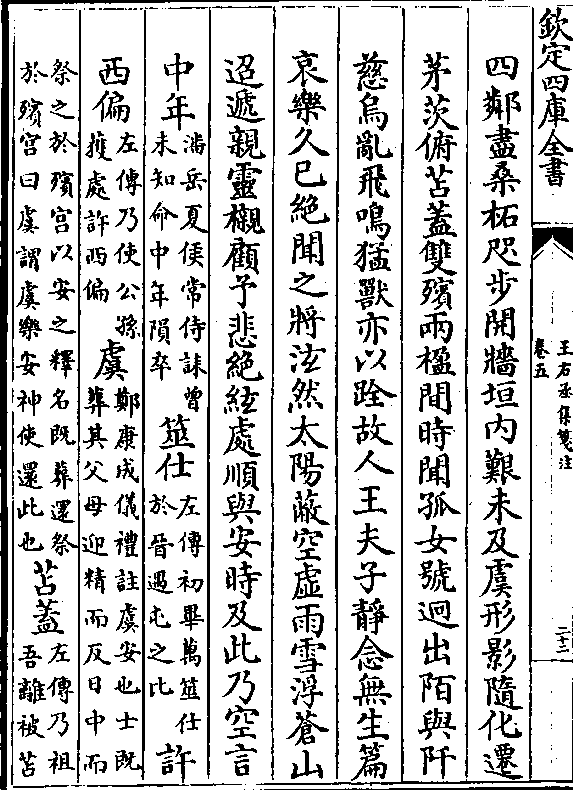 欽定四庫全書
王右丞集箋注
卷五
二十二
四鄰盡桑柘咫步開牆垣内艱未及虞形影隨化遷
茅茨俯苫蓋雙殯兩楹間時聞孤女號迥出陌與阡
慈烏亂飛鳴猛獸亦以跧故人王夫子靜念無生篇
哀樂久已絶聞之將泫然太陽蔽空虛雨雪浮蒼山
迢遞親靈櫬顧予悲絶絃處順與安時及此乃空言
中年潘岳夏侯常侍誄曾未知命中年隕卒筮仕左傳初畢萬筮仕於晉遇屯之比許
西偏左傳乃使公孫獲處許西偏虞鄭康成儀禮註虞安也士既葬其父母迎精而反日中而
祭之於殯宮以安之釋名既葬還祭於殯宮曰虞謂虞樂安神使還此也苫蓋左傳乃祖吾離被苫